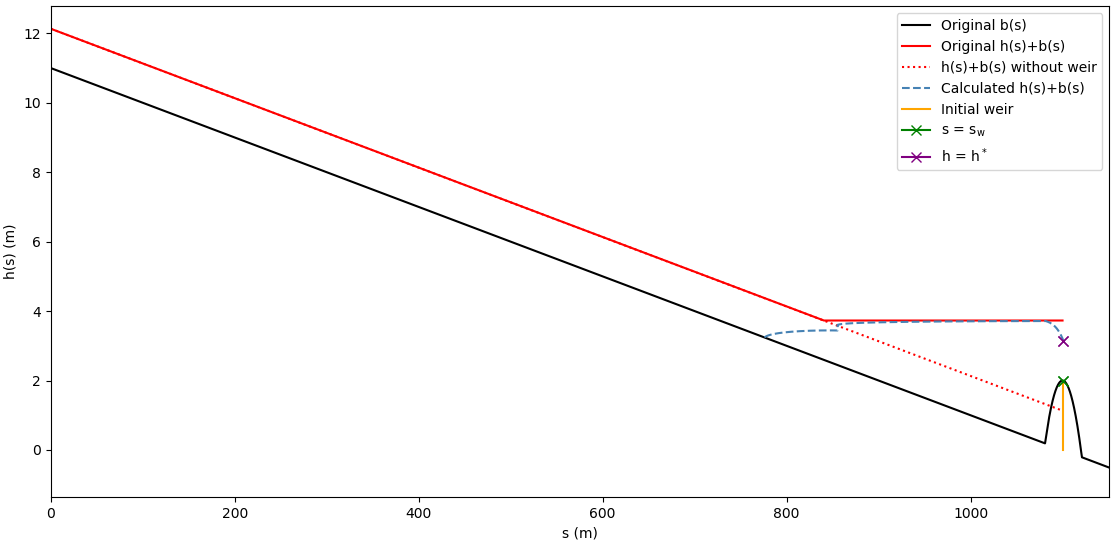 12
10
8
6
4
2
0
h(s) (m)
0 200 400 600 800 1000
s (m)
Original b(s)
Original h(s)+b(s)
h(s)+b(s) without weir
Calculated h(s)+b(s)
Initial weir
s = s_w
h = h^*